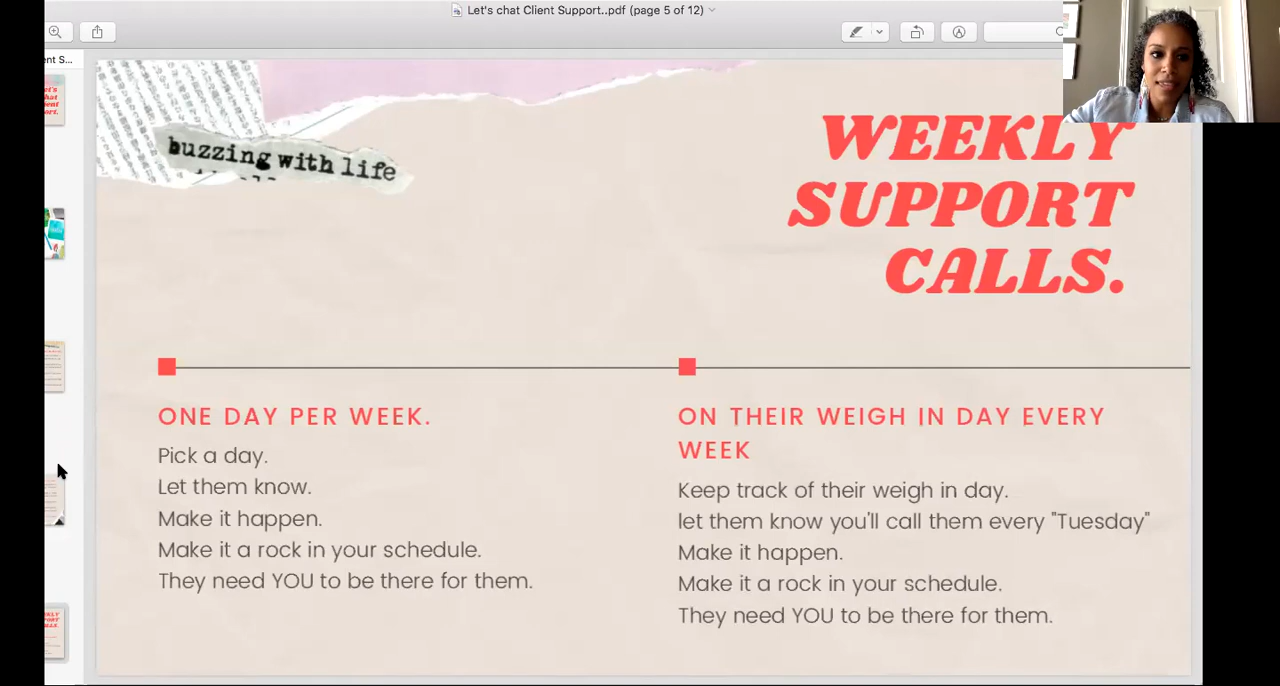 Let's chat Client Support..pdf (page 5 of 12)
ent S...
buzzing with life
WEEKLY
SUPPORT
CALLS.
ONE DAY PER WEEK.
Pick a day.
Let them know.
Make it happen.
Make it a rock in your schedule.
They need YOU to be there for them.
ON THEIR WEIGH IN DAY EVERY
WEEK
Keep track of their weigh in day.
let them know you'll call them every "Tuesday"
Make it happen.
Make it a rock in your schedule.
They need YOU to be there for them.